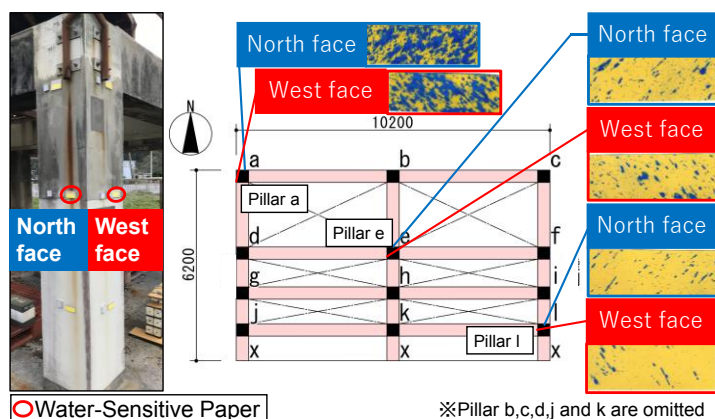 North face
West face
North face
West face
North face
West face
North
face
West
face
Water-Sensitive Paper
N
10200
6200
a
b
c
Pillar a
Pillar e
d
e
f
g
h
i
j
k
l
Pillar l
x
x
x
※Pillar b,c,d,j and k are omitted